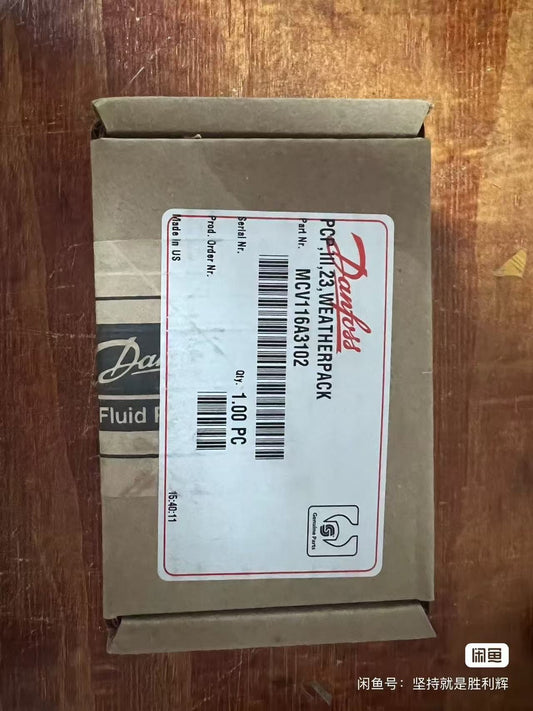 Danfoss
PCP,III,23,WEATHERPACK
Part Nr.
MCV116A3102
Serial Nr.
Qty. 1.00 PC
Prod. Order Nr.
Made in US
15:40:11
Genuine Parts
Fluid
闲鱼
闲鱼号：坚持就是胜利辉